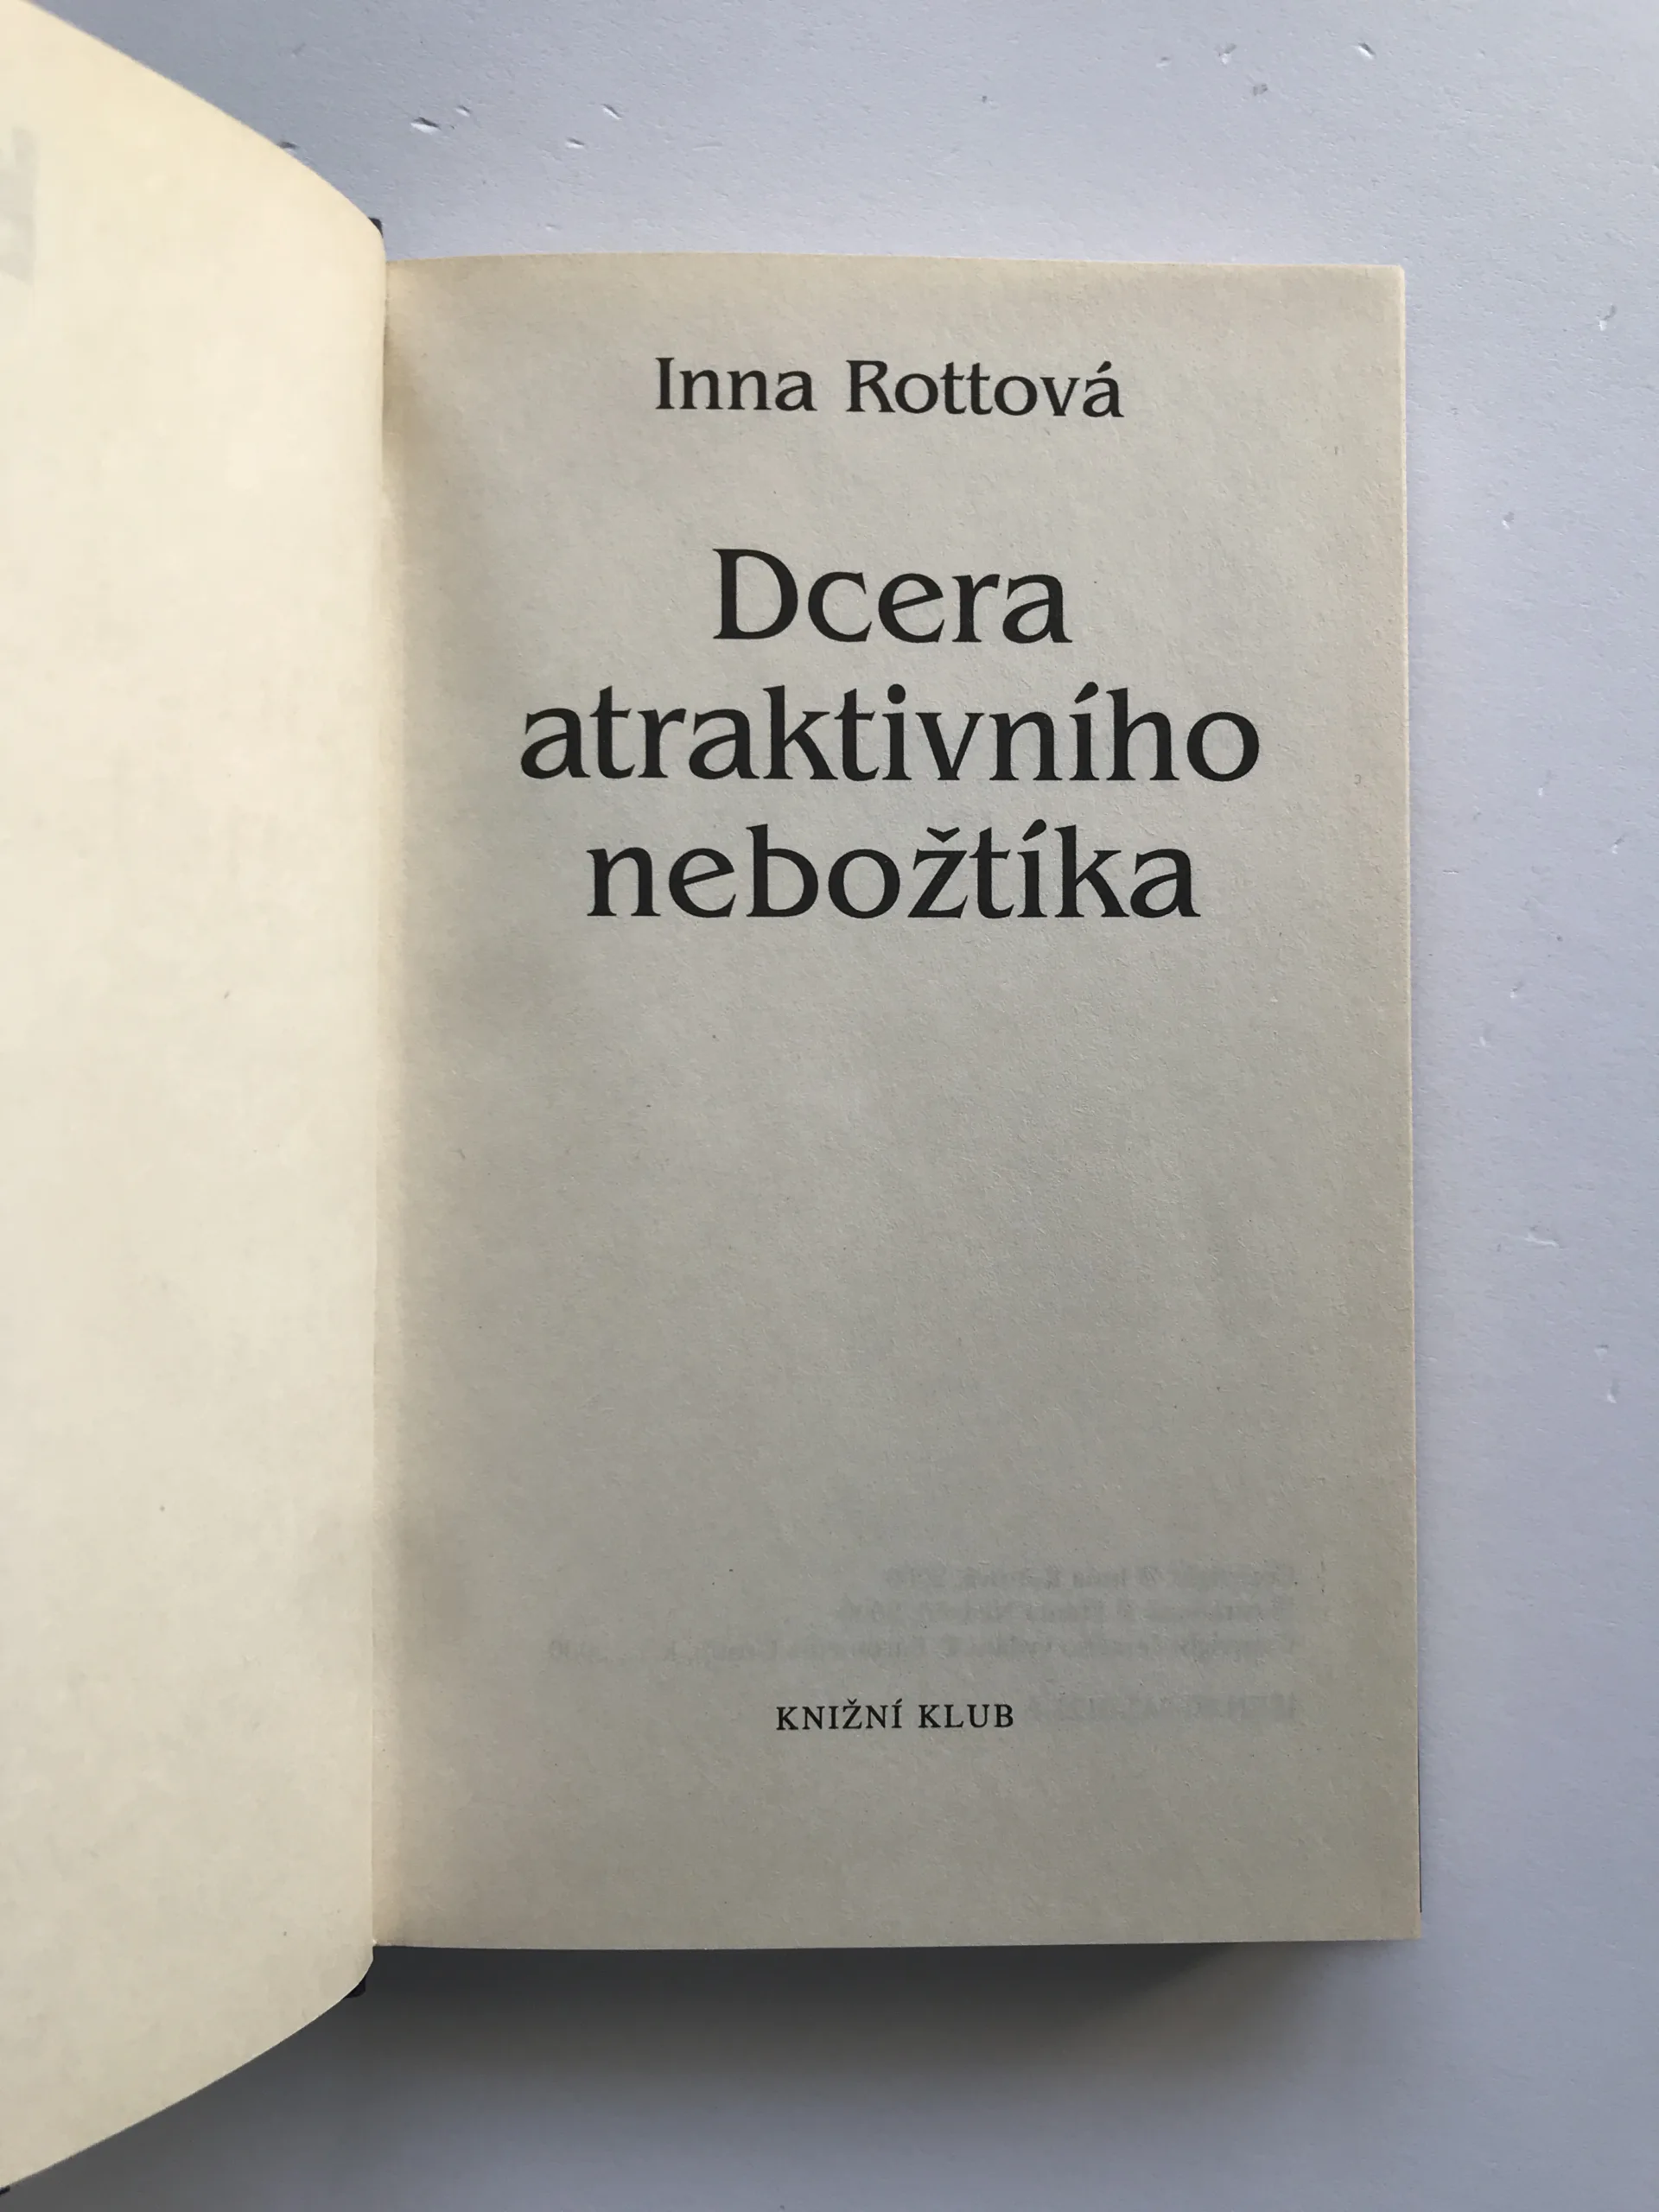 Inna Rottová
Dcera
atraktivního
nebožtíka
KNIŽNÍ KLUB